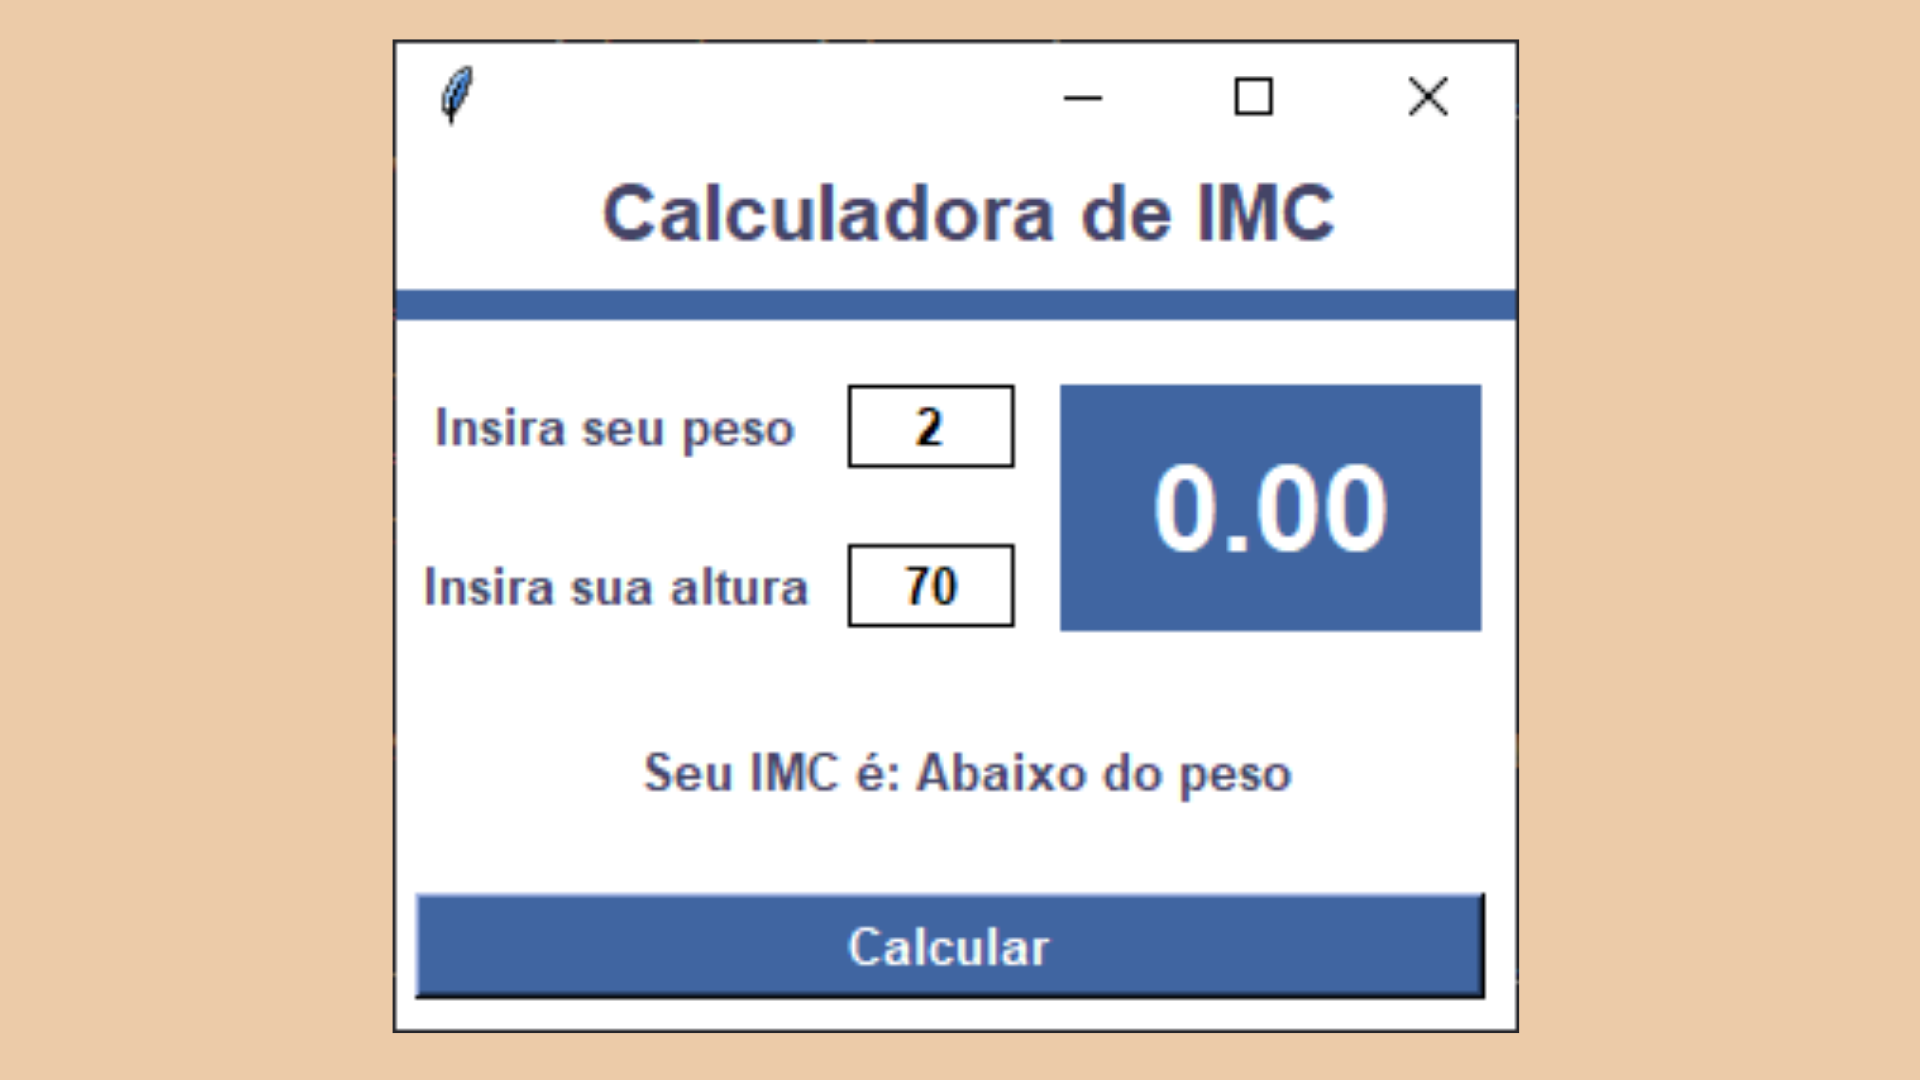 Calculadora de IMC
Insira seu peso 2
0.00
Insira sua altura 70
Seu IMC é: Abaixo do peso
Calcular